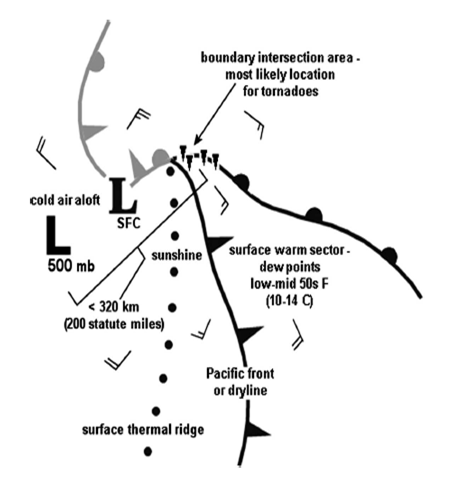 boundary intersection area -
most likely location
for tornadoes
cold air aloft
L
SFC
L
500 mb
sunshine
surface warm sector -
dew points
low-mid 50s F
(10-14 C)
< 320 km
(200 statute miles)
Pacific front
or dryline
surface thermal ridge